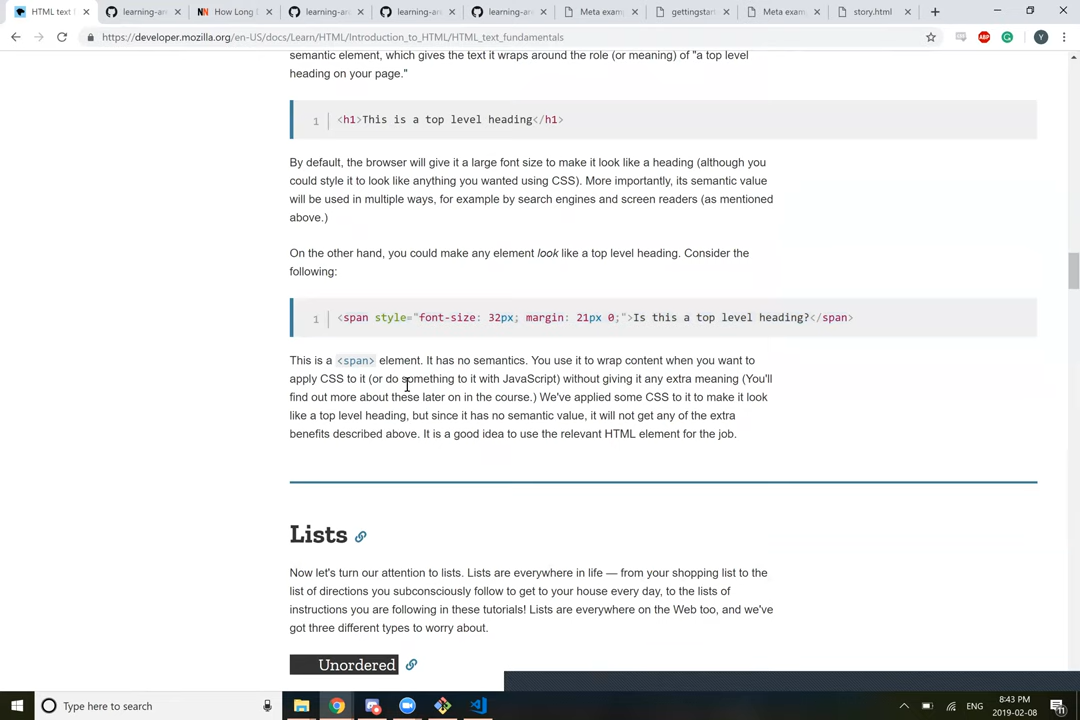 HTML text f
learning-ar
How Long
learning-ar
learning-ar
learning-ar
Meta exam
gettingstar
Meta exam
story.html
https://developer.mozilla.org/en-US/docs/Learn/HTML/Introduction_to_HTML/HTML_text_fundamentals
ABP
Y
semantic element, which gives the text it wraps around the role (or meaning) of "a top level
heading on your page."
1 <h1>This is a top level heading</h1>
By default, the browser will give it a large font size to make it look like a heading (although you
could style it to look like anything you wanted using CSS). More importantly, its semantic value
will be used in multiple ways, for example by search engines and screen readers (as mentioned
above.)
On the other hand, you could make any element look like a top level heading. Consider the
following:
1 <span style="font-size: 32px; margin: 21px 0;">Is this a top level heading?</span>
This is a <span> element. It has no semantics. You use it to wrap content when you want to
apply CSS to it (or do something to it with JavaScript) without giving it any extra meaning (You'll
find out more about these later on in the course.) We've applied some CSS to it to make it look
like a top level heading, but since it has no semantic value, it will not get any of the extra
benefits described above. It is a good idea to use the relevant HTML element for the job.
Lists
Now let's turn our attention to lists. Lists are everywhere in life — from your shopping list to the
list of directions you subconsciously follow to get to your house every day, to the lists of
instructions you are following in these tutorials! Lists are everywhere on the Web too, and we've
got three different types to worry about.
Unordered
Type here to search
ENG
8:43 PM
2019-02-08